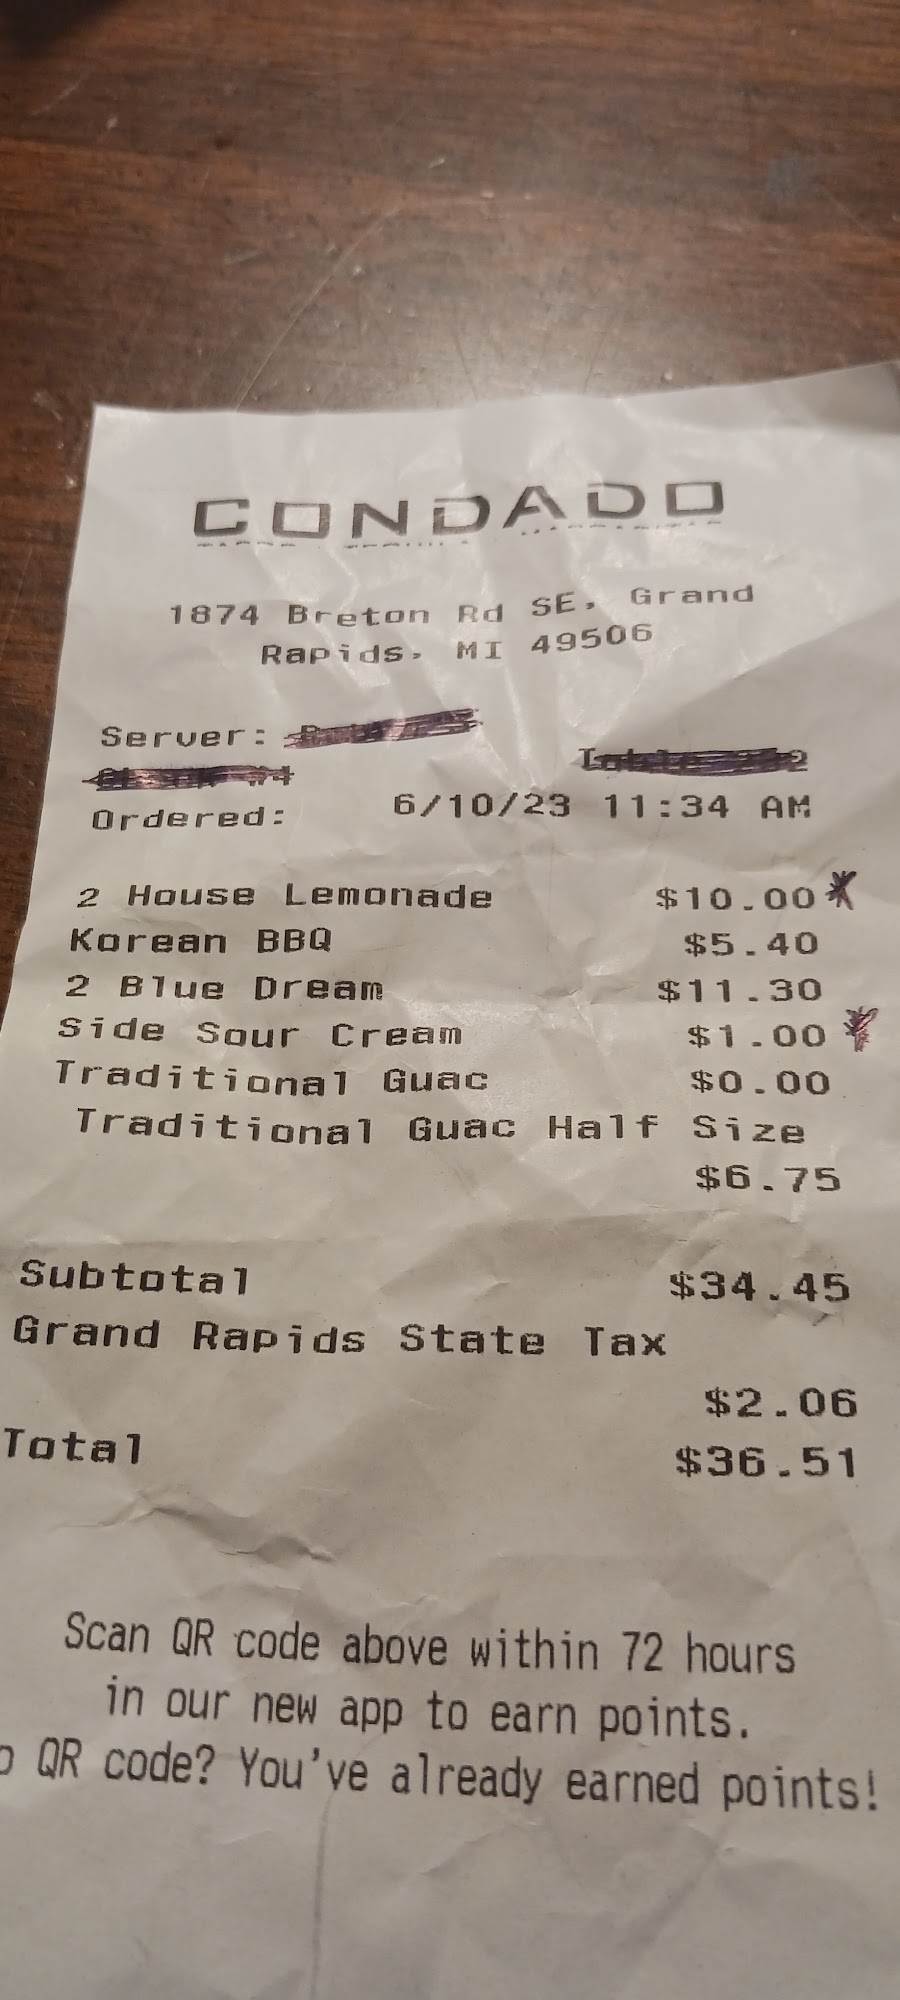 CONDADO
1874 Breton Rd SE, Grand
Rapids, MI 49506
Server:
Ordered: 6/10/23 11:34 AM
2 House Lemonade $10.00*
Korean BBQ $5.40
2 Blue Dream $11.30
Side Sour Cream $1.00*
Traditional Guac $0.00
Traditional Guac Half Size
$6.75
Subtotal $34.45
Grand Rapids State Tax
$2.06
Total $36.51
Scan QR code above within 72 hours
in our new app to earn points.
QR code? You've already earned points!